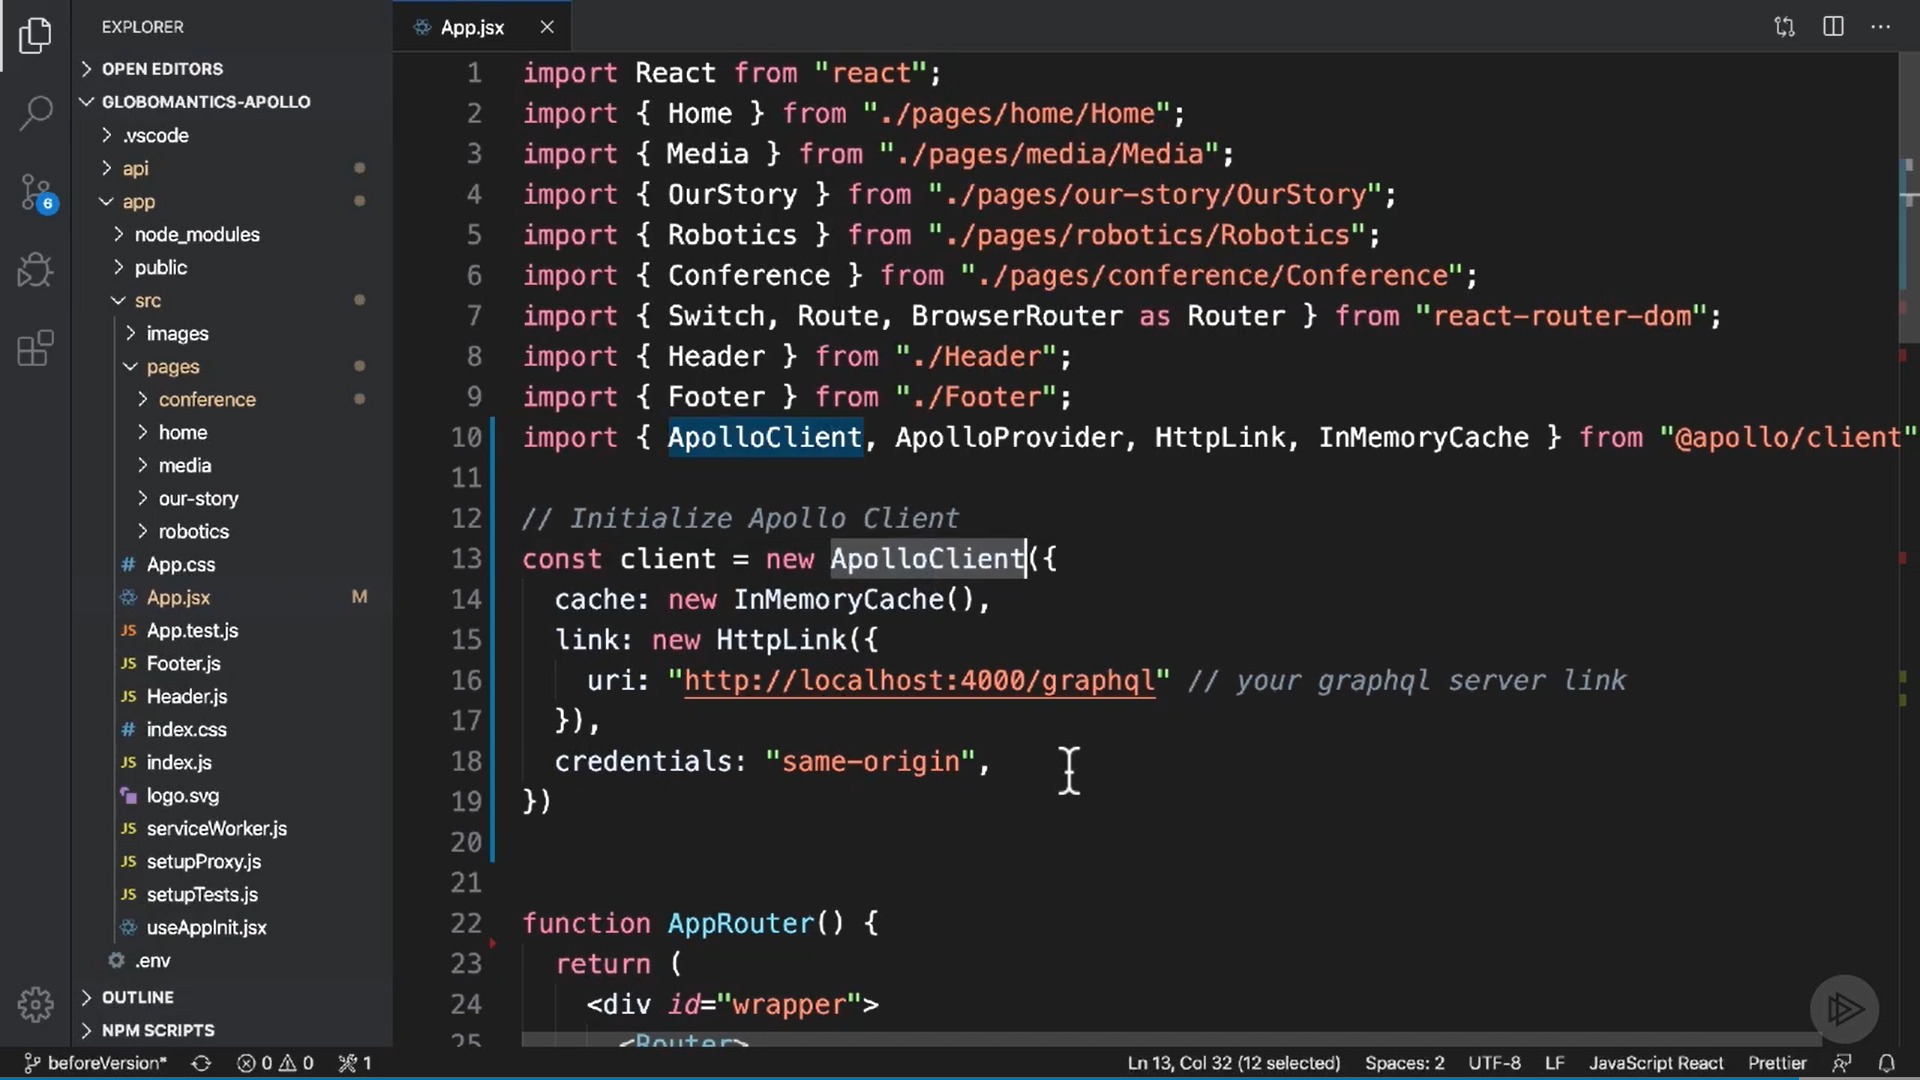 EXPLORER
OPEN EDITORS
GLOBOMANTICS-APOLLO
.vscode
api
app
node_modules
public
src
images
pages
conference
home
media
our-story
robotics
App.css
App.jsx M
App.test.js
Footer.js
Header.js
index.css
index.js
logo.svg
serviceWorker.js
setupProxy.js
setupTests.js
useAppInit.jsx
.env
OUTLINE
NPM SCRIPTS
6
App.jsx
1 import React from "react";
2 import { Home } from "./pages/home/Home";
3 import { Media } from "./pages/media/Media";
4 import { OurStory } from "./pages/our-story/OurStory";
5 import { Robotics } from "./pages/robotics/Robotics";
6 import { Conference } from "./pages/conference/Conference";
7 import { Switch, Route, BrowserRouter as Router } from "react-router-dom";
8 import { Header } from "./Header";
9 import { Footer } from "./Footer";
10 import { ApolloClient, ApolloProvider, HttpLink, InMemoryCache } from "@apollo/client"
11
12 // Initialize Apollo Client
13 const client = new ApolloClient({
14 cache: new InMemoryCache(),
15 link: new HttpLink({
16 uri: "http://localhost:4000/graphql" // your graphql server link
17 }),
18 credentials: "same-origin",
19 })
20
21
22 function AppRouter() {
23 return (
24 <div id="wrapper">
25 <Router>
beforeVersion* 0 0 1 Ln 13, Col 32 (12 selected) Spaces: 2 UTF-8 LF JavaScript React Prettier